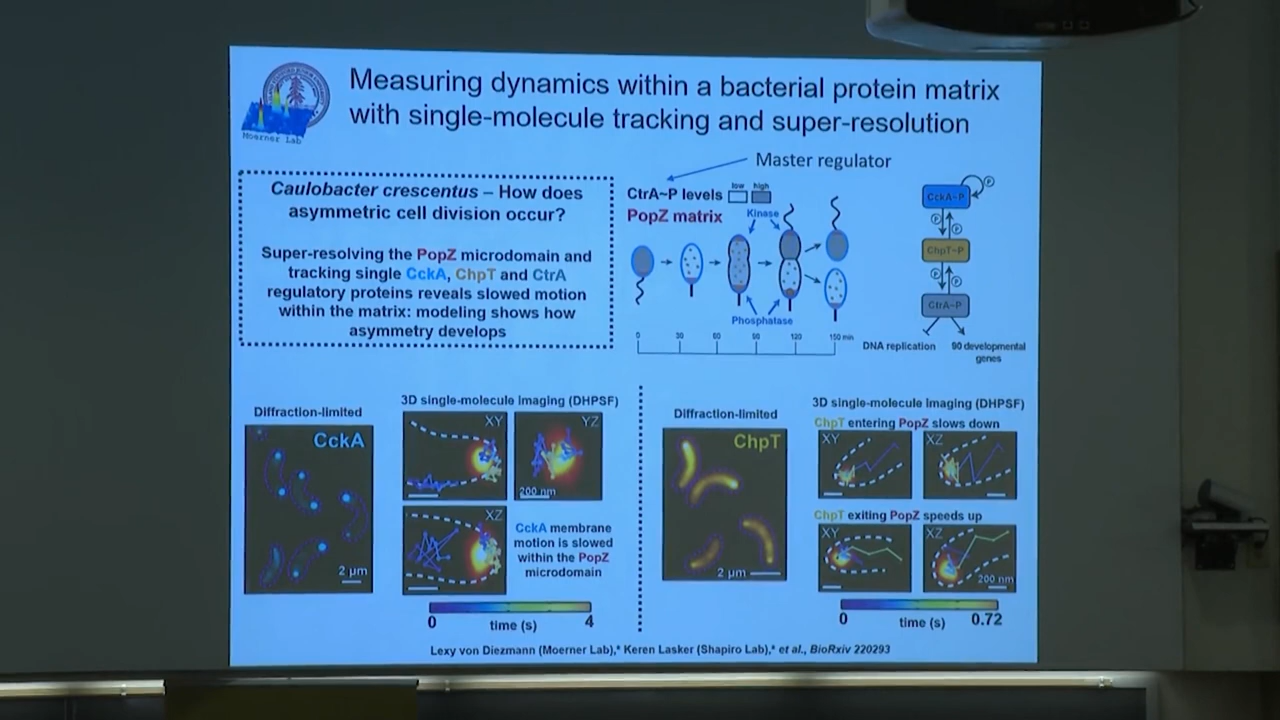 Measuring dynamics within a bacterial protein matrix
with single-molecule tracking and super-resolution
Moerner Lab
Caulobacter crescentus – How does
asymmetric cell division occur?
Super-resolving the PopZ microdomain and
tracking single CckA, ChpT and CtrA
regulatory proteins reveals slowed motion
within the matrix: modeling shows how
asymmetry develops
Master regulator
CtrA~P levels
low high
PopZ matrix
Kinase
Phosphatase
0 30 60 90 120 150 min
CckA~P
P
P P
ChpT~P
P P
CtrA~P
DNA replication
90 developmental
genes
Diffraction-limited
CckA
2 µm
3D single-molecule imaging (DHPSF)
XY
YZ
200 nm
XZ
CckA membrane
motion is slowed
within the PopZ
microdomain
0 time (s) 4
Diffraction-limited
ChpT
2 µm
3D single-molecule imaging (DHPSF)
ChpT entering PopZ slows down
XY
XZ
ChpT exiting PopZ speeds up
XY
XZ
200 nm
0 time (s) 0.72
Lexy von Diezmann (Moerner Lab),* Keren Lasker (Shapiro Lab),* et al., BioRxiv 220293